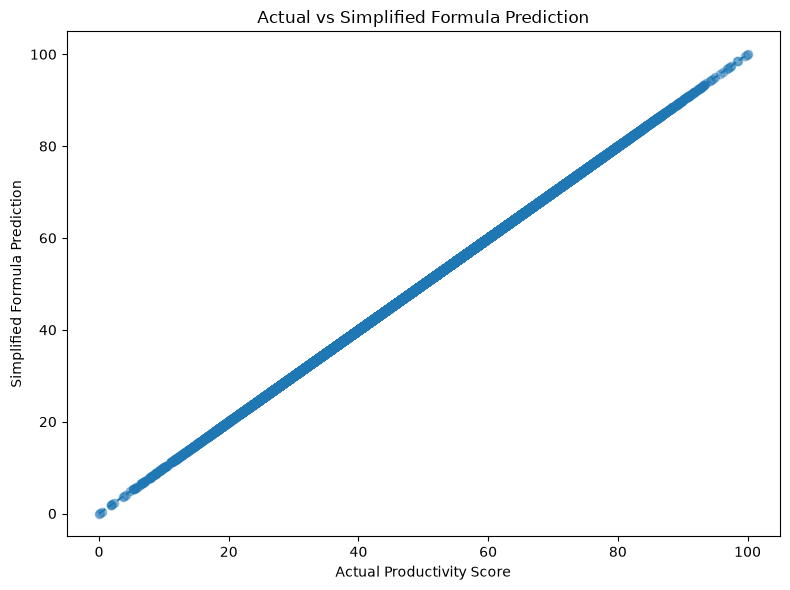 Actual vs Simplified Formula Prediction
100
80
60
40
20
0
Simplified Formula Prediction
0 20 40 60 80 100
Actual Productivity Score